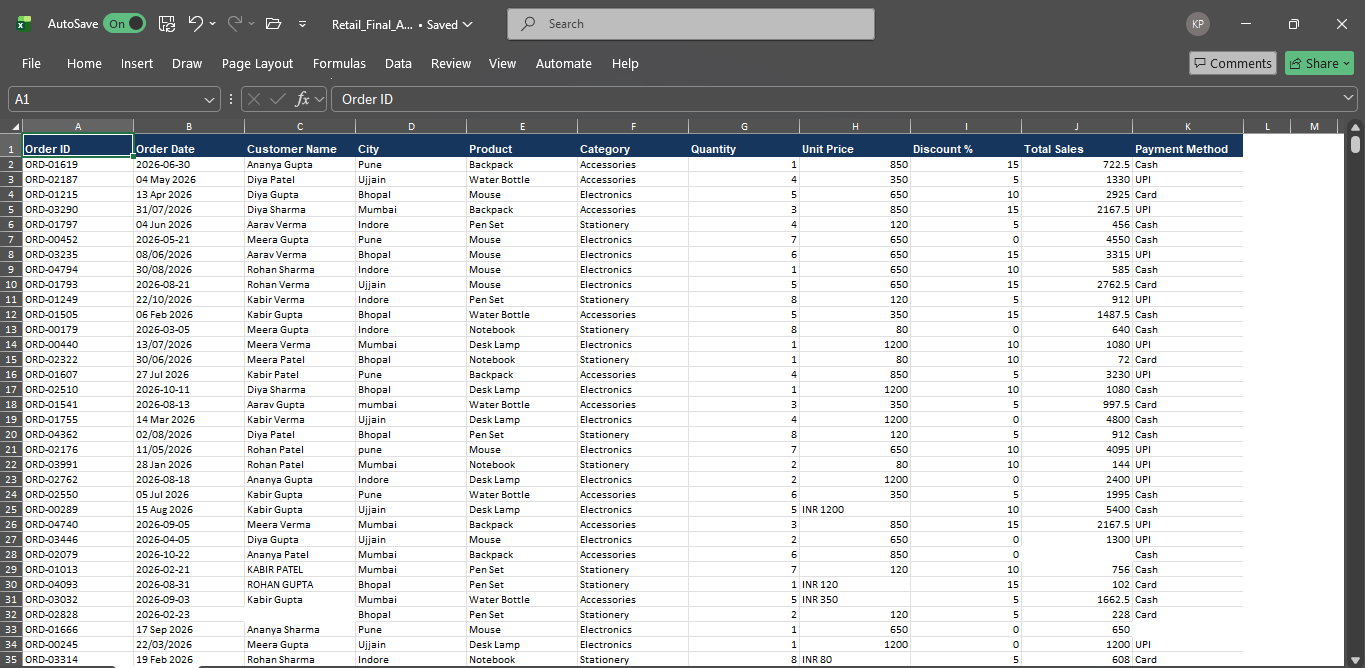 AutoSave On Retail_Final_A... • Saved Search KP
File Home Insert Draw Page Layout Formulas Data Review View Automate Help Comments Share
A1 fx Order ID
A B C D E F G H I J K L M
1 Order ID Order Date Customer Name City Product Category Quantity Unit Price Discount % Total Sales Payment Method
2 ORD-01619 2026-06-30 Ananya Gupta Pune Backpack Accessories 1 850 15 722.5 Cash
3 ORD-02187 04 May 2026 Diya Patel Ujjain Water Bottle Accessories 4 350 5 1330 UPI
4 ORD-01215 13 Apr 2026 Diya Gupta Bhopal Mouse Electronics 5 650 10 2925 Card
5 ORD-03290 31/07/2026 Diya Sharma Mumbai Backpack Accessories 3 850 15 2167.5 UPI
6 ORD-01797 04 Jun 2026 Aarav Verma Indore Pen Set Stationery 4 120 5 456 Cash
7 ORD-00452 2026-05-21 Meera Gupta Pune Mouse Electronics 7 650 0 4550 Cash
8 ORD-03235 08/06/2026 Aarav Verma Bhopal Mouse Electronics 6 650 15 3315 UPI
9 ORD-04794 30/08/2026 Rohan Sharma Indore Mouse Electronics 1 650 10 585 Cash
10 ORD-01793 2026-08-21 Rohan Verma Ujjain Mouse Electronics 5 650 15 2762.5 Card
11 ORD-01249 22/10/2026 Kabir Verma Indore Pen Set Stationery 8 120 5 912 UPI
12 ORD-01505 06 Feb 2026 Kabir Gupta Bhopal Water Bottle Accessories 5 350 15 1487.5 Cash
13 ORD-00179 2026-03-05 Meera Gupta Indore Notebook Stationery 8 80 0 640 Cash
14 ORD-00440 13/07/2026 Meera Verma Mumbai Desk Lamp Electronics 1 1200 10 1080 UPI
15 ORD-02322 30/06/2026 Meera Patel Bhopal Notebook Stationery 1 80 10 72 Card
16 ORD-01607 27 Jul 2026 Kabir Patel Pune Backpack Accessories 4 850 5 3230 UPI
17 ORD-02510 2026-10-11 Diya Sharma Bhopal Desk Lamp Electronics 1 1200 10 1080 Cash
18 ORD-01541 2026-08-13 Aarav Gupta mumbai Water Bottle Accessories 3 350 5 997.5 Card
19 ORD-01755 14 Mar 2026 Kabir Verma Ujjain Desk Lamp Electronics 4 1200 0 4800 Cash
20 ORD-04362 02/08/2026 Diya Patel Bhopal Pen Set Stationery 8 120 5 912 Cash
21 ORD-02176 11/05/2026 Rohan Patel pune Mouse Electronics 7 650 10 4095 UPI
22 ORD-03991 28 Jan 2026 Rohan Patel Mumbai Notebook Stationery 2 80 10 144 UPI
23 ORD-02762 2026-08-18 Ananya Gupta Indore Desk Lamp Electronics 2 1200 0 2400 UPI
24 ORD-02550 05 Jul 2026 Kabir Gupta Pune Water Bottle Accessories 6 350 5 1995 Cash
25 ORD-00289 15 Aug 2026 Kabir Gupta Ujjain Desk Lamp Electronics 5 INR 1200 10 5400 Cash
26 ORD-04740 2026-09-05 Meera Verma Mumbai Backpack Accessories 3 850 15 2167.5 UPI
27 ORD-03446 2026-04-05 Diya Gupta Ujjain Mouse Electronics 2 650 0 1300 UPI
28 ORD-02079 2026-10-22 Ananya Patel Mumbai Backpack Accessories 6 850 0 Cash
29 ORD-01013 2026-02-21 KABIR PATEL Mumbai Pen Set Stationery 7 120 10 756 Cash
30 ORD-04093 2026-08-31 ROHAN GUPTA Bhopal Pen Set Stationery 1 INR 120 15 102 Card
31 ORD-03032 2026-09-03 Kabir Gupta Mumbai Water Bottle Accessories 5 INR 350 5 1662.5 Cash
32 ORD-02828 2026-02-23 Bhopal Pen Set Stationery 2 120 5 228 Card
33 ORD-01666 17 Sep 2026 Ananya Sharma Pune Mouse Electronics 1 650 0 650
34 ORD-00245 22/03/2026 Meera Gupta Ujjain Desk Lamp Electronics 1 1200 0 1200 UPI
35 ORD-03314 19 Feb 2026 Rohan Sharma Indore Notebook Stationery 8 INR 80 5 608 Card